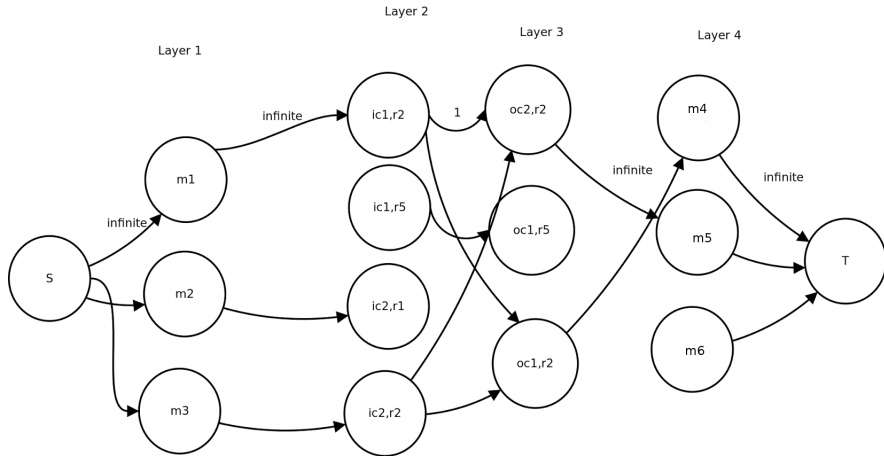 Layer 1
Layer 2
Layer 3
Layer 4
S
infinite
m1
m2
m3
infinite
ic1,r2
ic1,r5
ic2,r1
ic2,r2
1
oc2,r2
oc1,r5
oc1,r2
infinite
m4
m5
m6
infinite
T